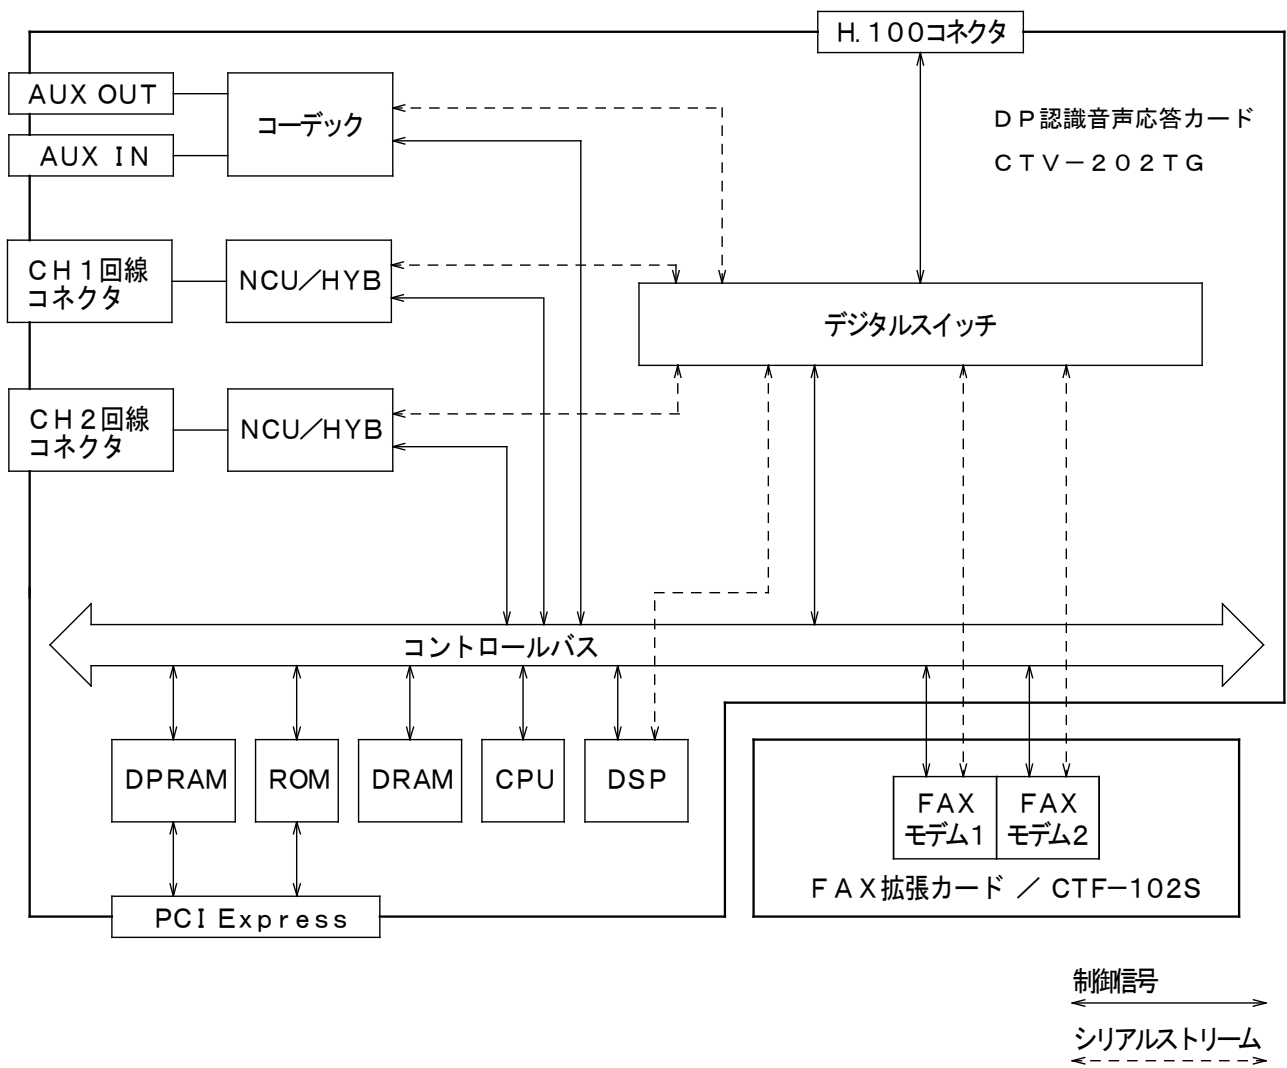 H.100コネクタ
AUX OUT
コーデック
DP認識音声応答カード
AUX IN
CTV-202TG
CH1回線
コネクタ
NCU/HYB
デジタルスイッチ
CH2回線
コネクタ
NCU/HYB
コントロールバス
DPRAM
ROM
DRAM
CPU
DSP
FAX
モデム1
FAX
モデム2
FAX拡張カード / CTF-102S
PCI Express
制御信号
シリアルストリーム